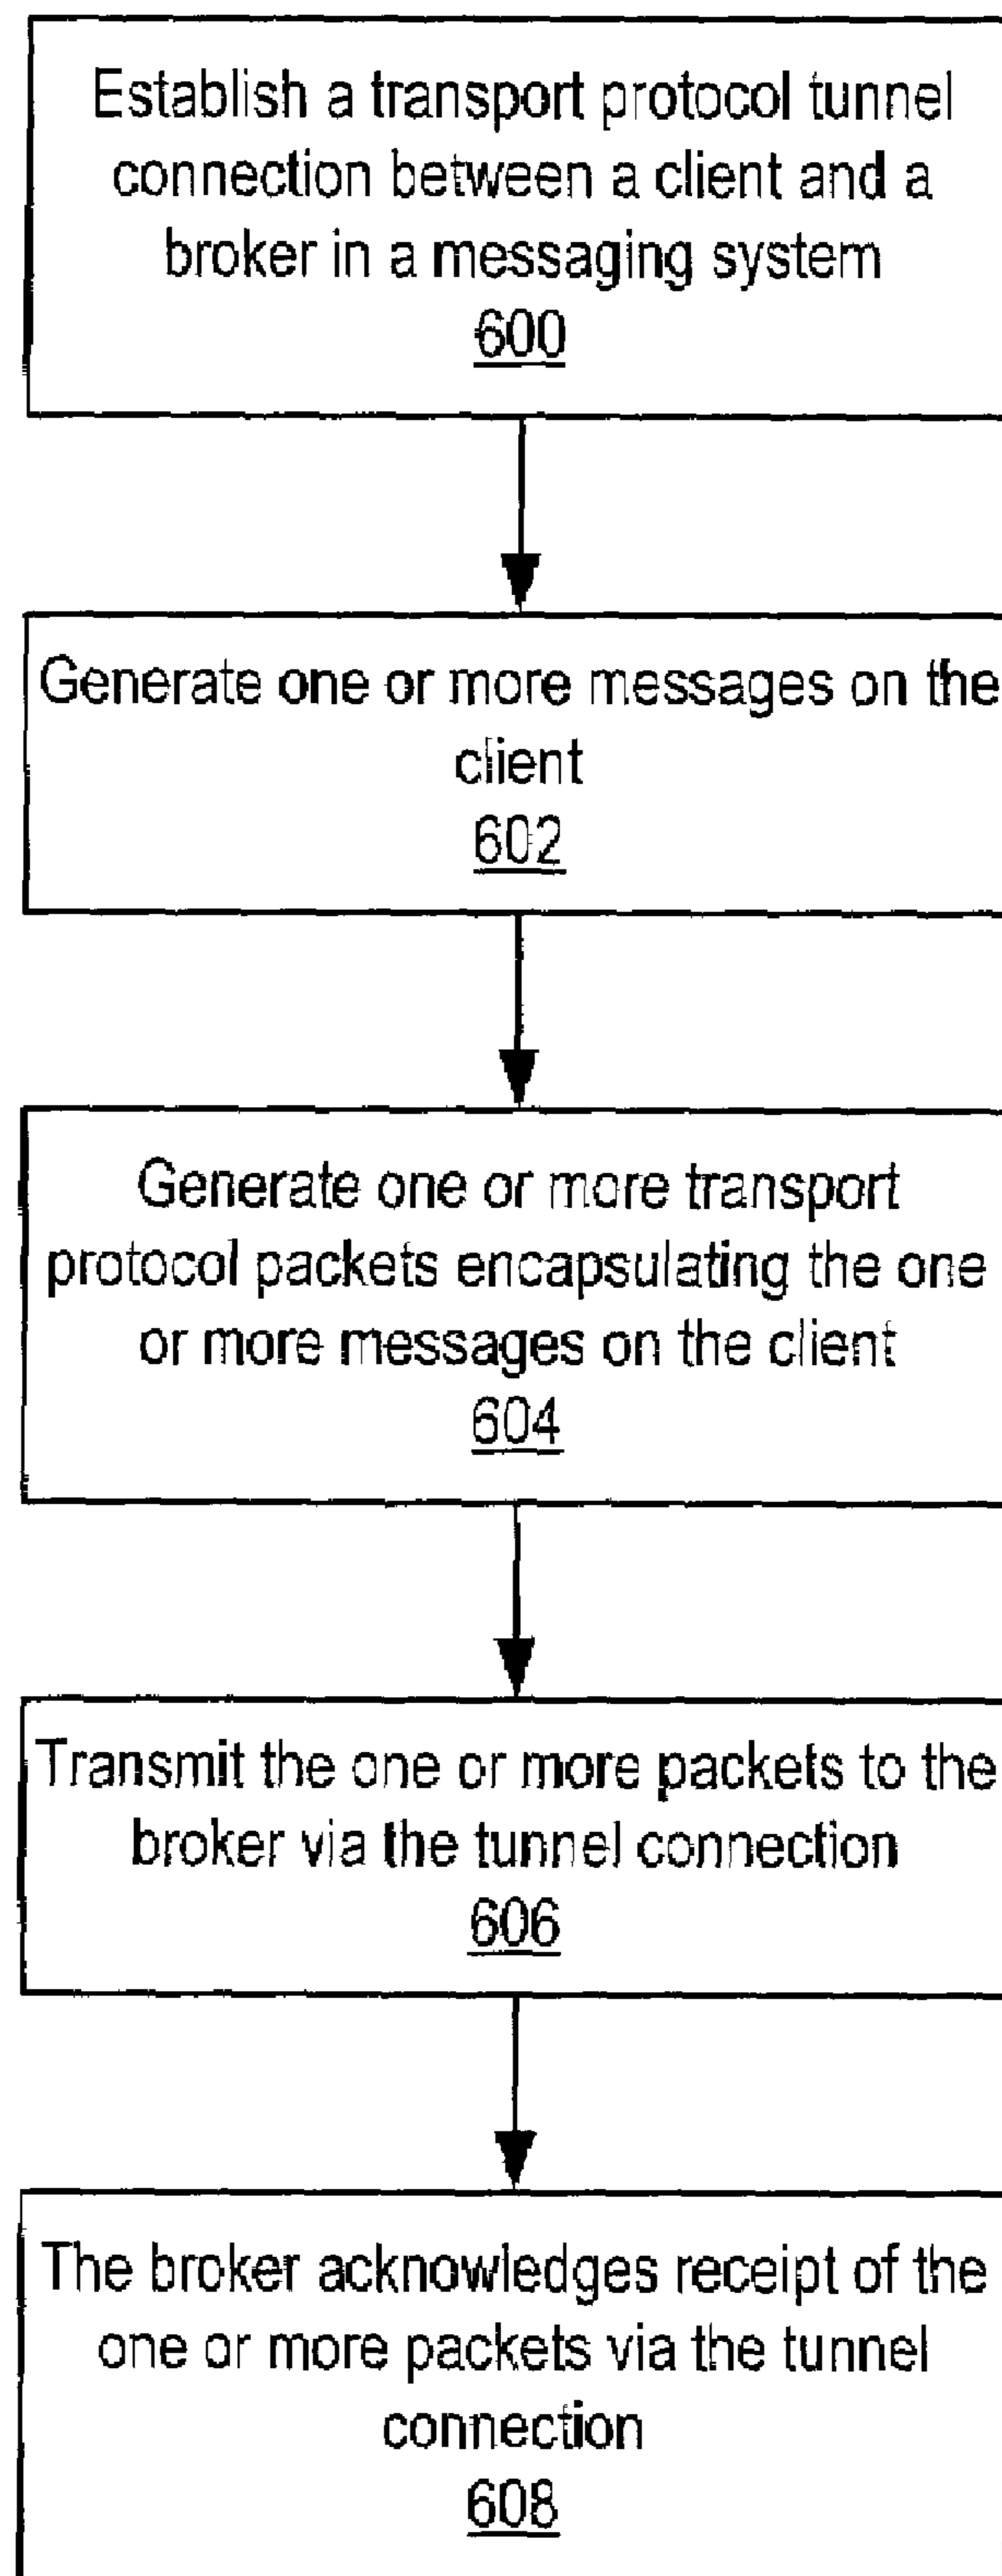 Establish a transport protocol tunnel
connection between a client and a
broker in a messaging system
600
Generate one or more messages on the
client
602
Generate one or more transport
protocol packets encapsulating the one
or more messages on the client
604
Transmit the one or more packets to the
broker via the tunnel connection
606
The broker acknowledges receipt of the
one or more packets via the tunnel
connection
608